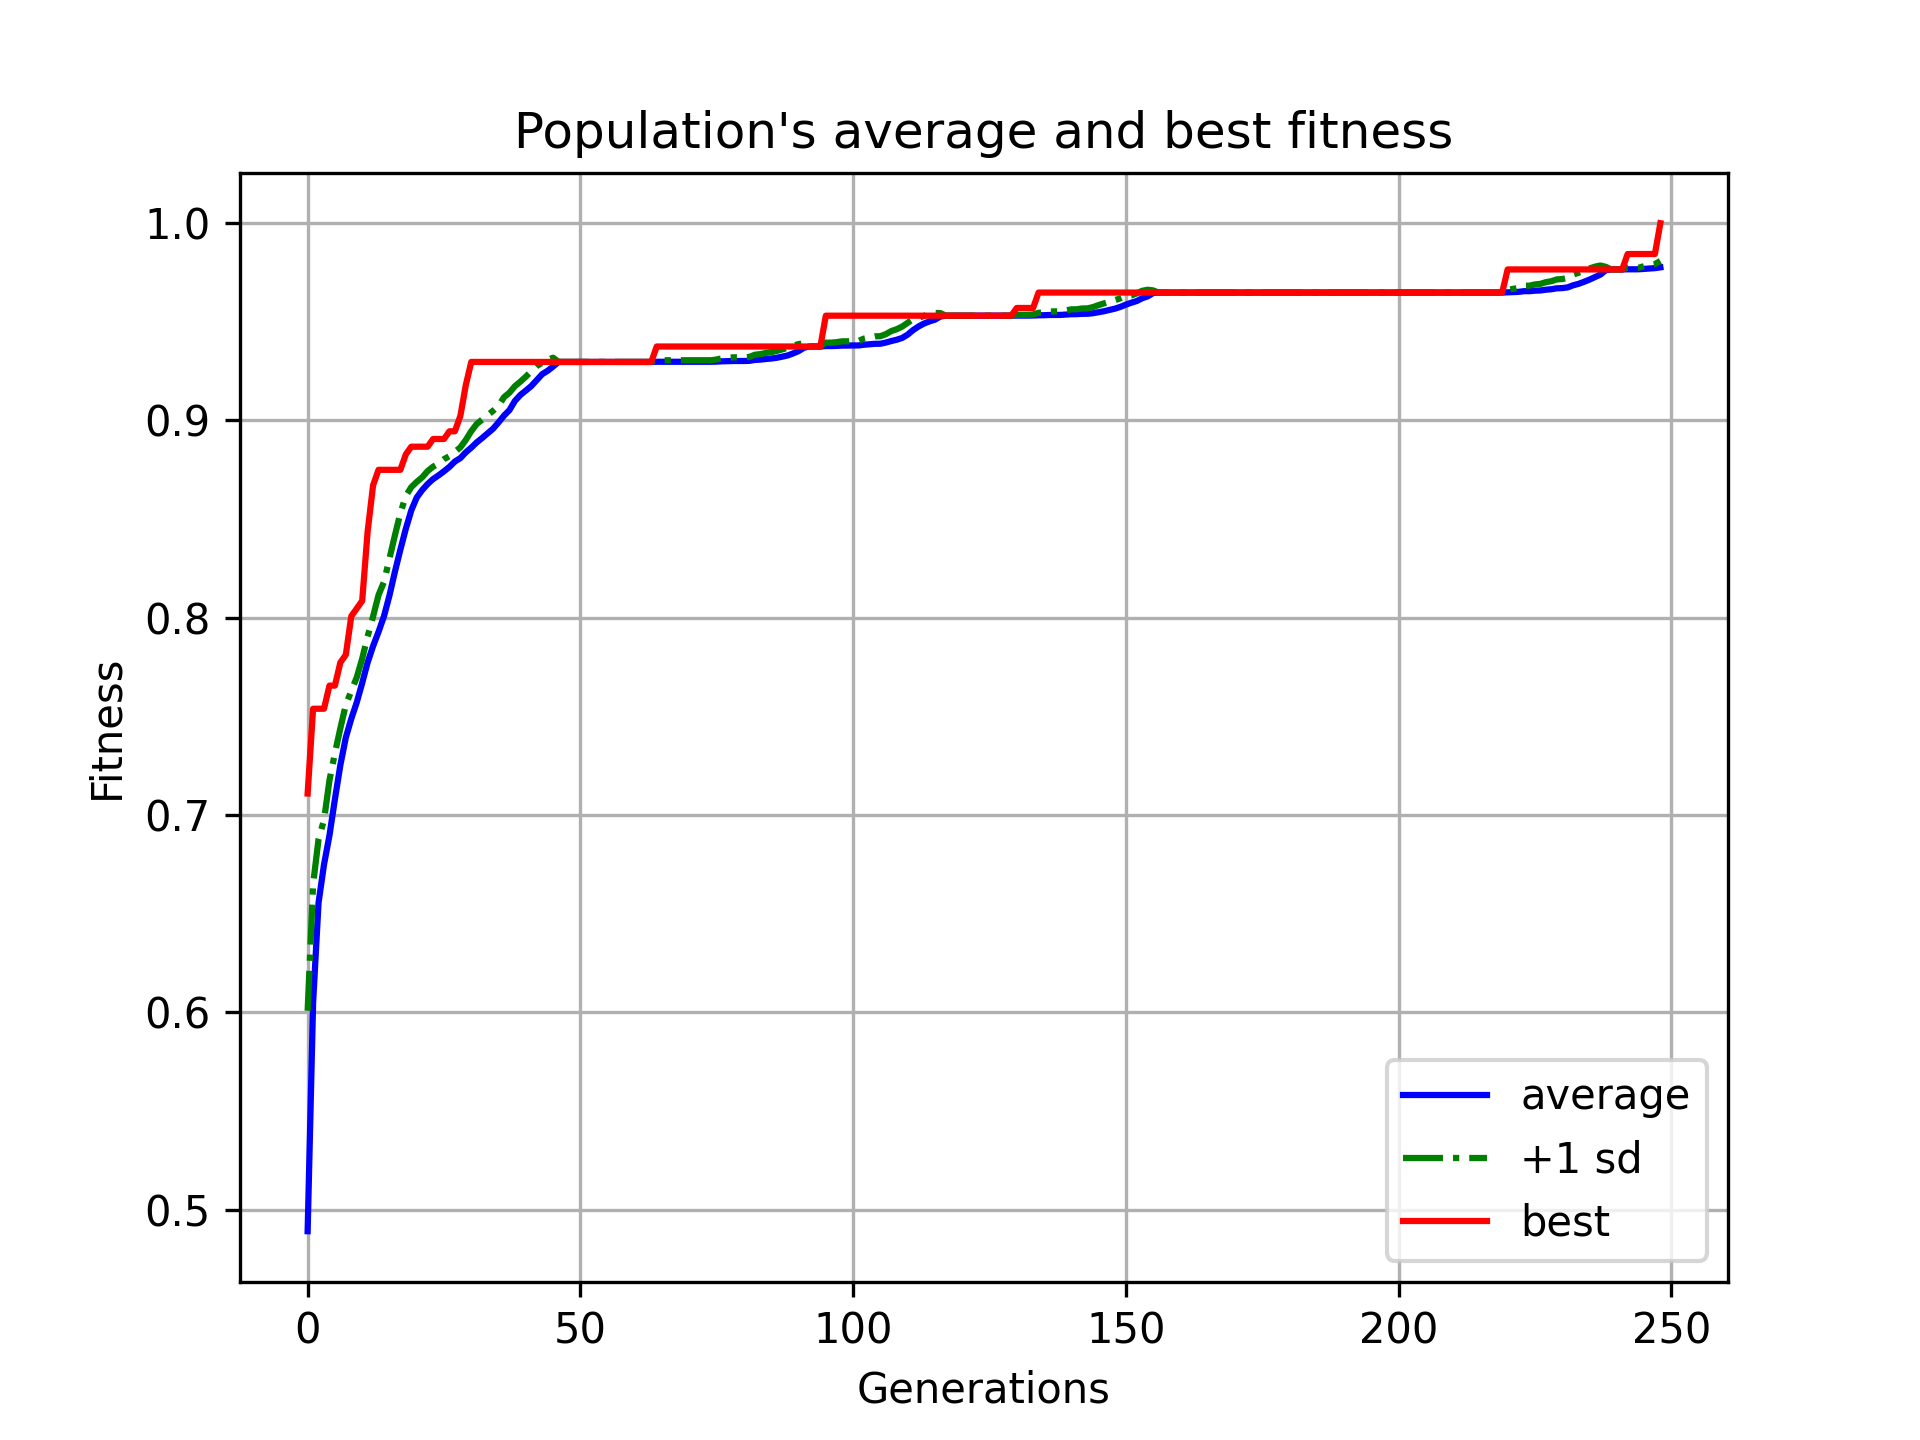 Population's average and best fitness
1.0
0.9
0.8
0.7
0.6
0.5
Fitness
average
+1 sd
best
0 50 100 150 200 250
Generations